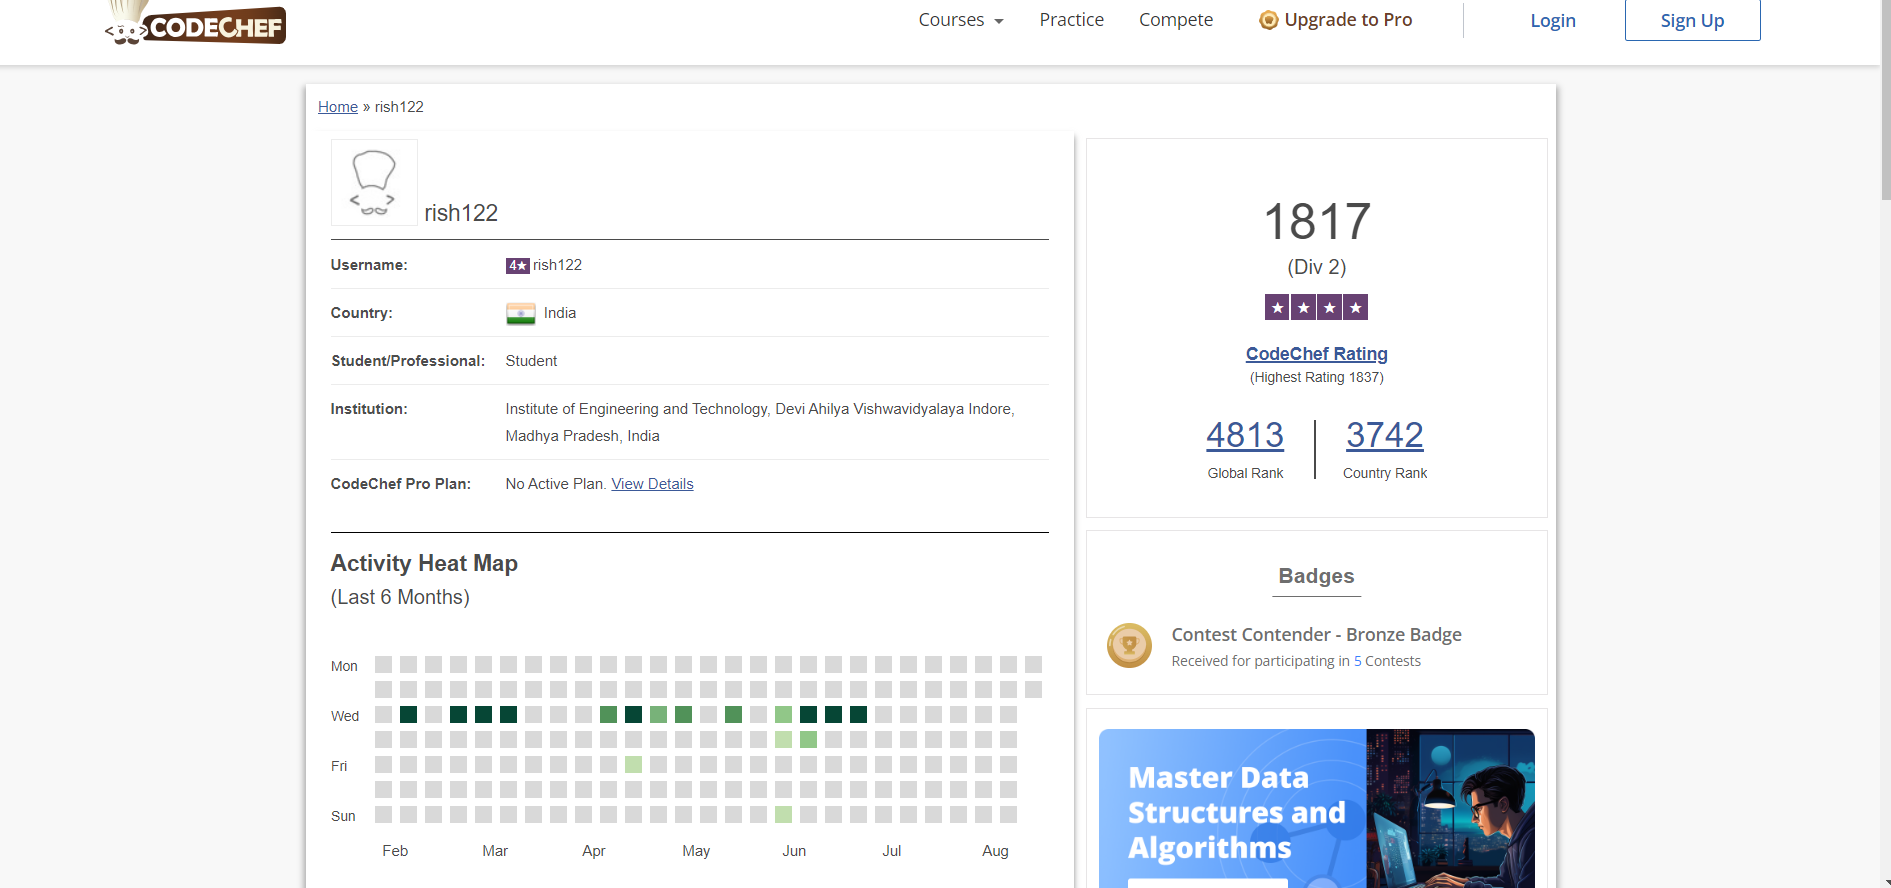 CODECHEF
Courses
Practice
Compete
Upgrade to Pro
Login
Sign Up
Home » rish122
rish122
Username: 4★ rish122
Country: India
Student/Professional: Student
Institution: Institute of Engineering and Technology, Devi Ahilya Vishwavidyalaya Indore,
Madhya Pradesh, India
CodeChef Pro Plan: No Active Plan. View Details
Activity Heat Map
(Last 6 Months)
Mon
Wed
Fri
Sun
Feb Mar Apr May Jun Jul Aug
1817
(Div 2)
★ ★ ★ ★
CodeChef Rating
(Highest Rating 1837)
4813 3742
Global Rank Country Rank
Badges
Contest Contender - Bronze Badge
Received for participating in 5 Contests
Master Data
Structures and
Algorithms